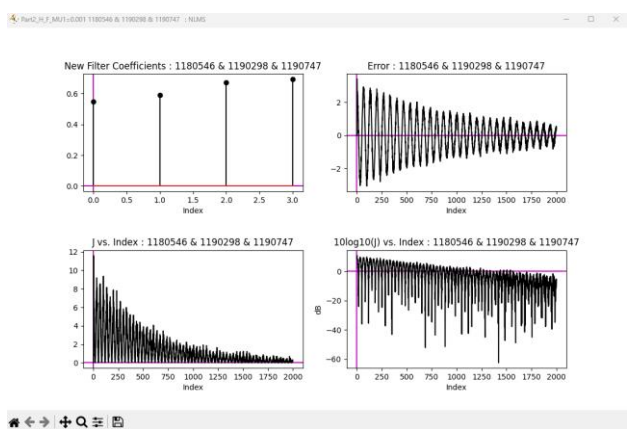 Part2_H_F_MU1=0.001 1180546 & 1190298 & 1190747 : NLMS
New Filter Coefficients : 1180546 & 1190298 & 1190747
0.6
0.4
0.2
0.0
0.0 0.5 1.0 1.5 2.0 2.5 3.0
Index
Error : 1180546 & 1190298 & 1190747
2
0
−2
0 250 500 750 1000 1250 1500 1750 2000
Index
J vs. Index : 1180546 & 1190298 & 1190747
12
10
8
6
4
2
0
0 250 500 750 1000 1250 1500 1750 2000
Index
10log10(J) vs. Index : 1180546 & 1190298 & 1190747
dB
0
−20
−40
−60
0 250 500 750 1000 1250 1500 1750 2000
Index